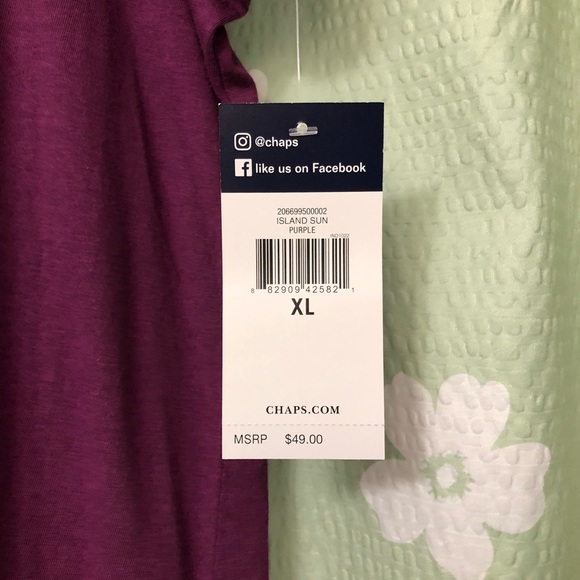 @chaps
like us on Facebook
206699500002
ISLAND SUN
PURPLE
IND1022
8 82909 42582 1
XL
CHAPS.COM
MSRP $49.00